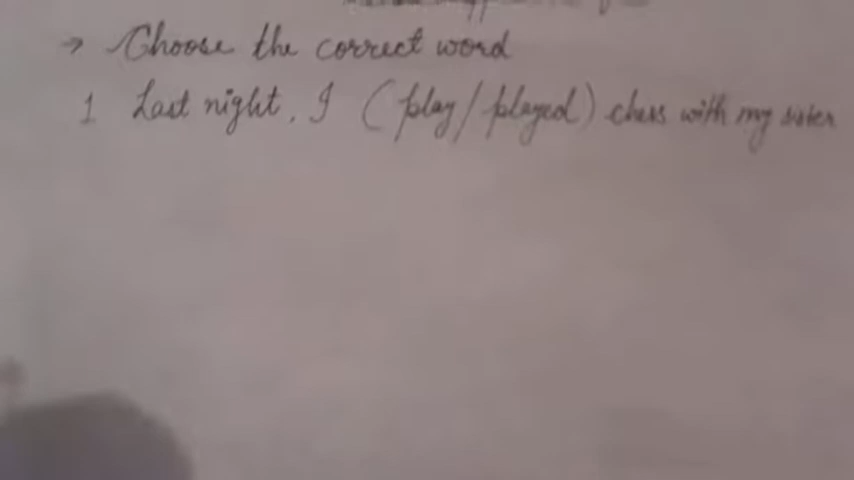 → Choose the correct word
1 Last night, I (play/played) chess with my sister